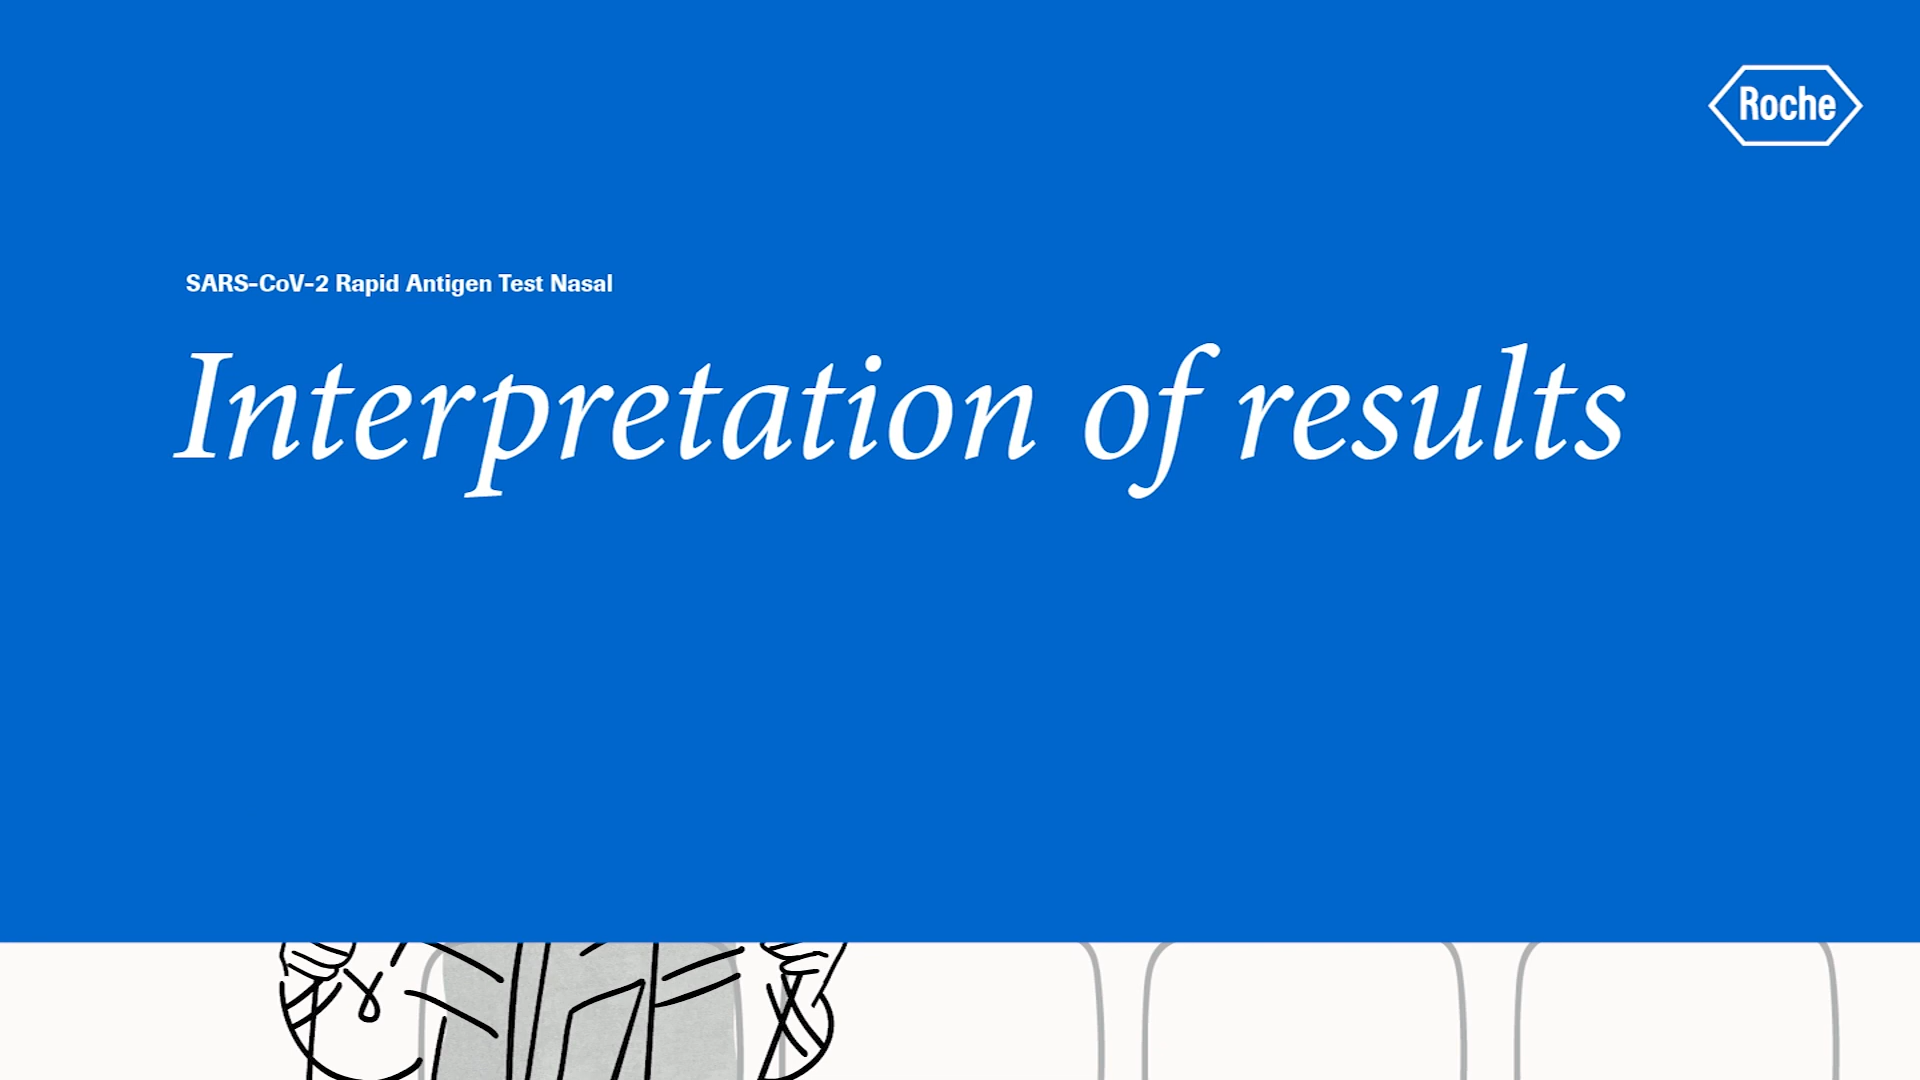 Roche
SARS-CoV-2 Rapid Antigen Test Nasal
Interpretation of results